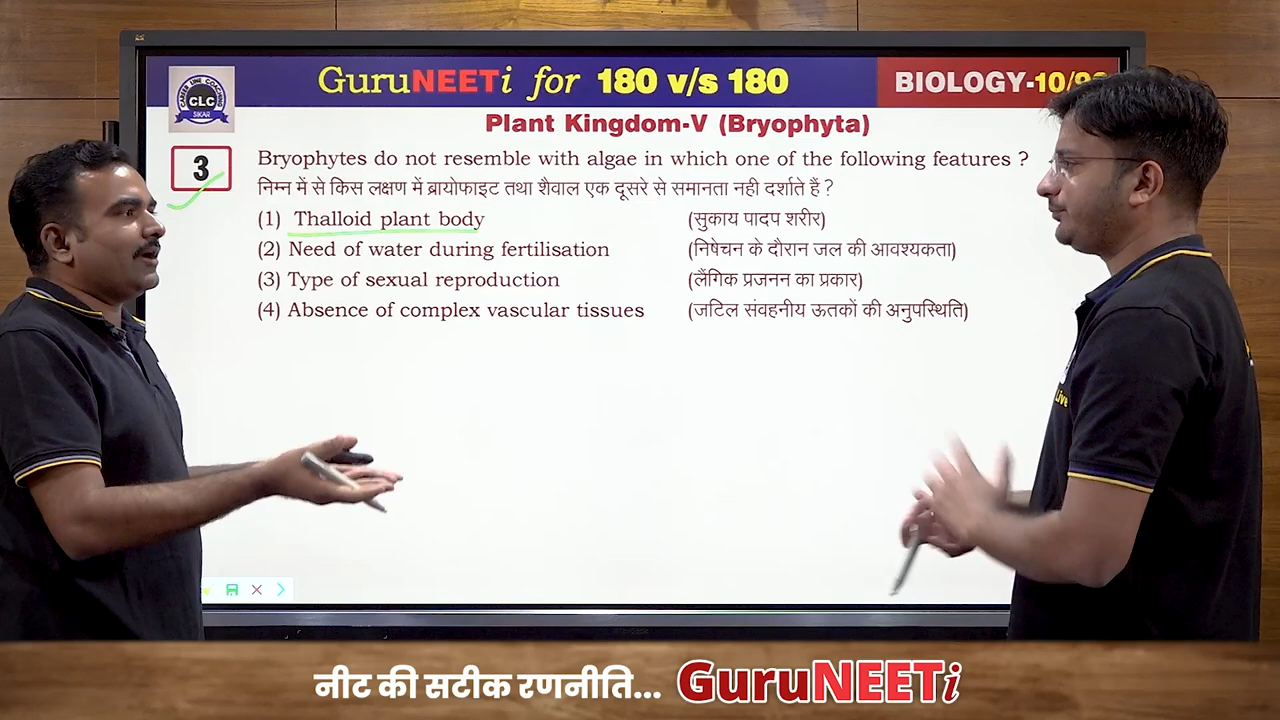 GuruNEETi for 180 v/s 180
BIOLOGY-10/
CLC
SIKAR
Plant Kingdom-V (Bryophyta)
3
Bryophytes do not resemble with algae in which one of the following features ?
निम्न में से किस लक्षण में ब्रायोफाइट तथा शैवाल एक दूसरे से समानता नही दर्शाते हैं ?
(1) Thalloid plant body (सुकाय पादप शरीर)
(2) Need of water during fertilisation (निषेचन के दौरान जल की आवश्यकता)
(3) Type of sexual reproduction (लैंगिक प्रजनन का प्रकार)
(4) Absence of complex vascular tissues (जटिल संवहनीय ऊतकों की अनुपस्थिति)
नीट की सटीक रणनीति... GuruNEETi